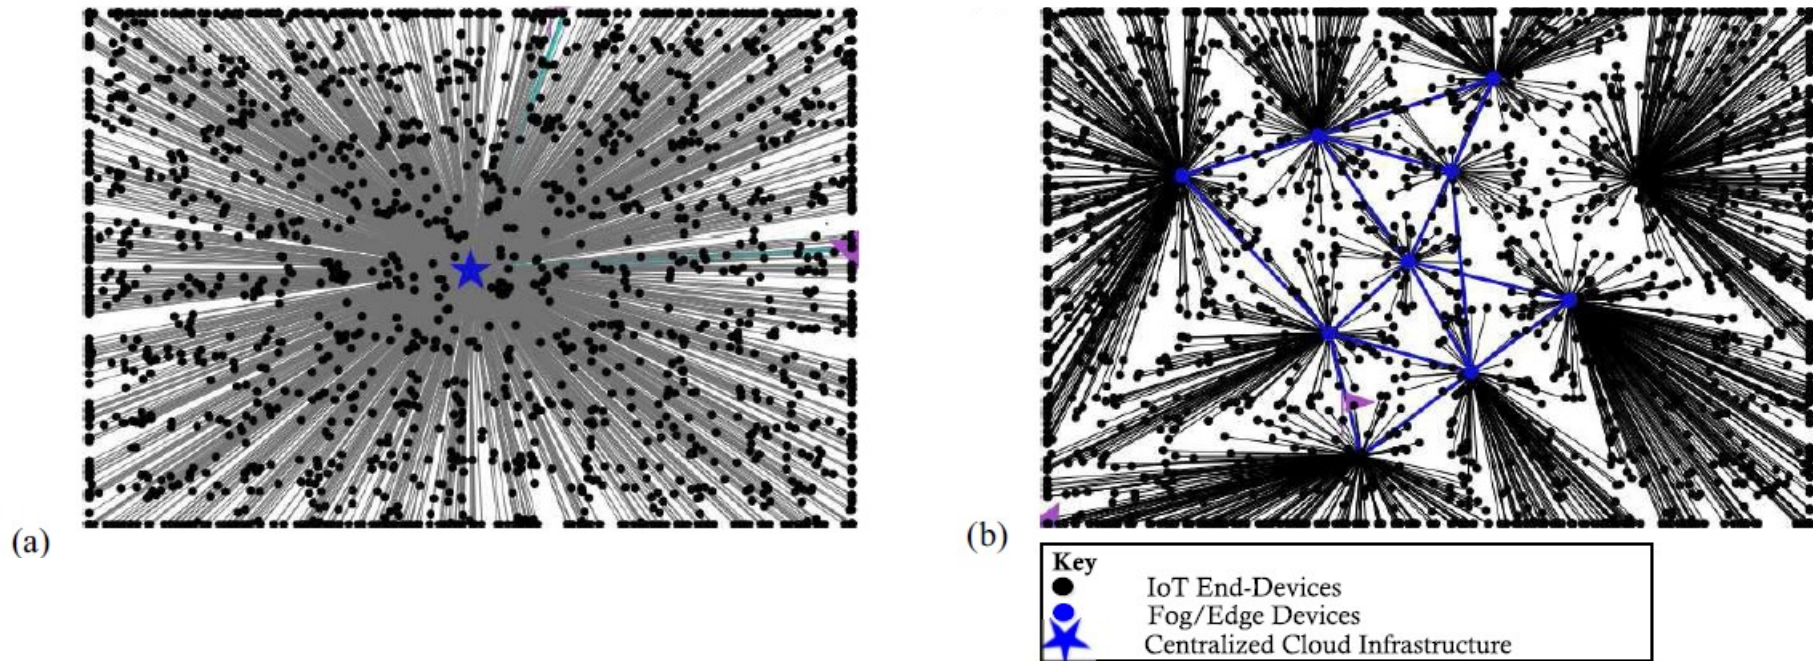 (a)
(b)
Key
IoT End-Devices
Fog/Edge Devices
Centralized Cloud Infrastructure